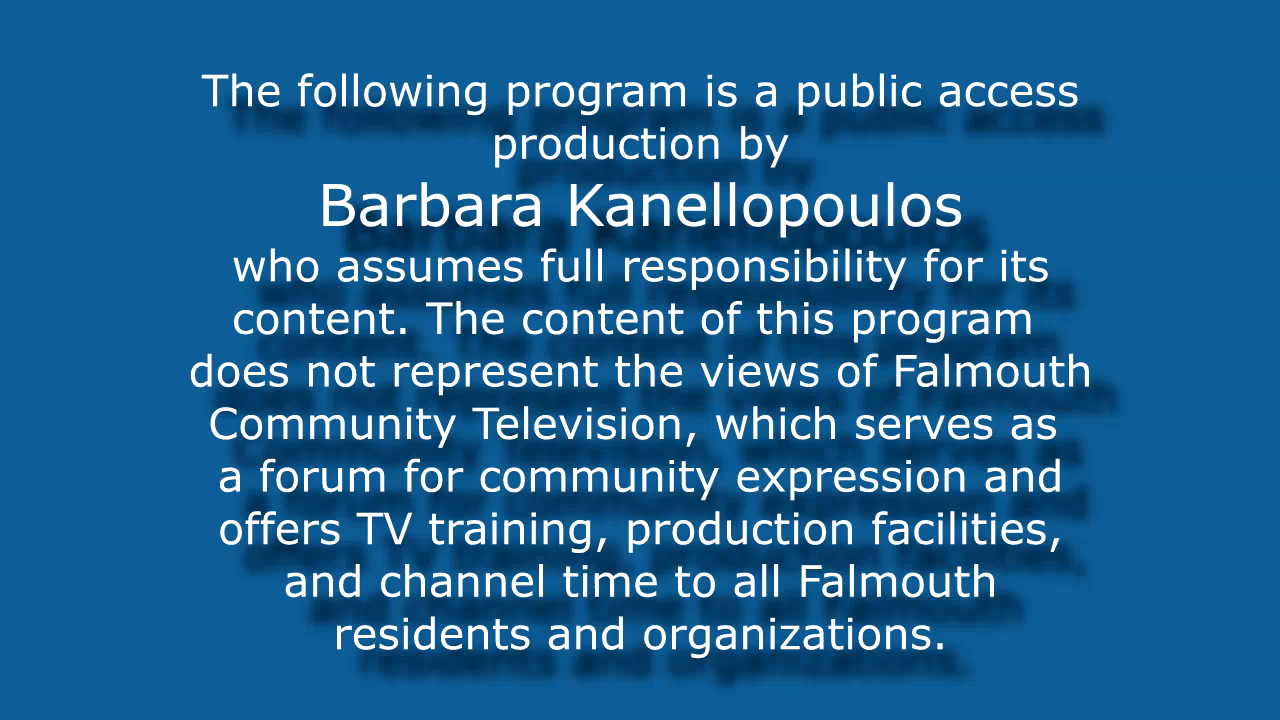 The following program is a public access
production by
Barbara Kanellopoulos
who assumes full responsibility for its
content. The content of this program
does not represent the views of Falmouth
Community Television, which serves as
a forum for community expression and
offers TV training, production facilities,
and channel time to all Falmouth
residents and organizations.